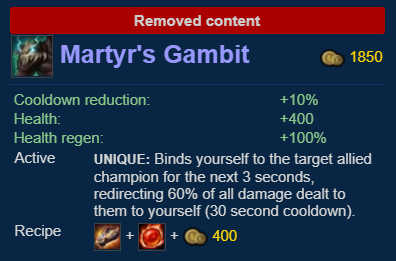 Removed content
Martyr's Gambit 1850
Cooldown reduction: +10%
Health: +400
Health regen: +100%
Active UNIQUE: Binds yourself to the target allied
champion for the next 3 seconds,
redirecting 60% of all damage dealt to
them to yourself (30 second cooldown).
Recipe + + 400